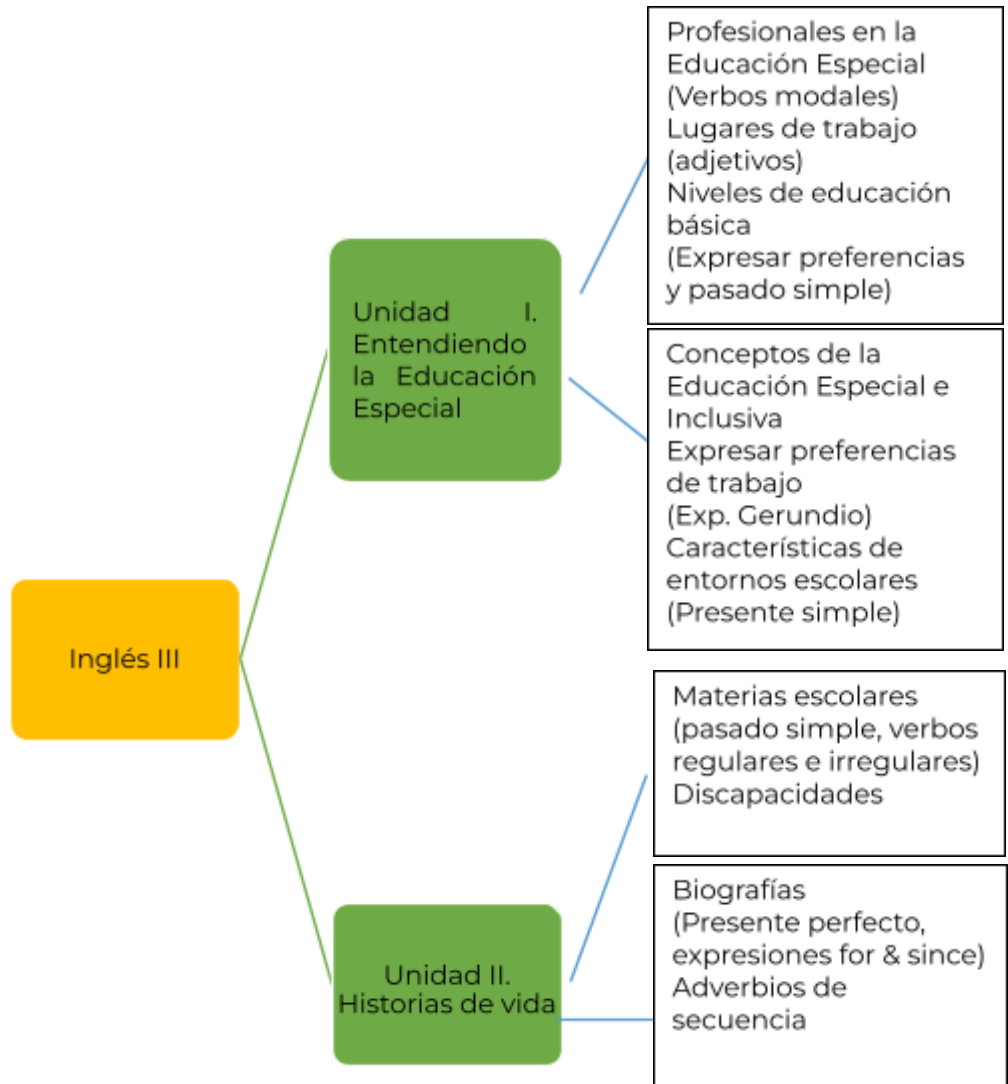 Inglés III
Unidad I.
Entendiendo
la Educación
Especial
Profesionales en la
Educación Especial
(Verbos modales)
Lugares de trabajo
(adjetivos)
Niveles de educación
básica
(Expresar preferencias
y pasado simple)
Conceptos de la
Educación Especial e
Inclusiva
Expresar preferencias
de trabajo
(Exp. Gerundio)
Características de
entornos escolares
(Presente simple)
Unidad II.
Historias de vida
Materias escolares
(pasado simple, verbos
regulares e irregulares)
Discapacidades
Biografías
(Presente perfecto,
expresiones for & since)
Adverbios de
secuencia